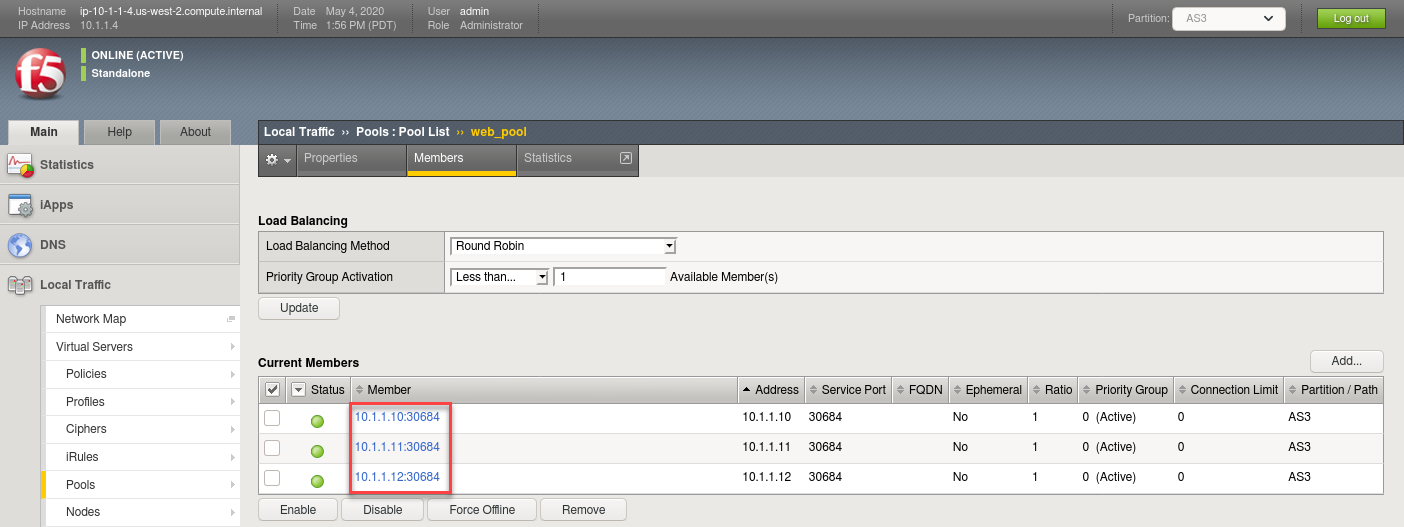 Hostname ip-10-1-1-4.us-west-2.compute.internal Date May 4, 2020 User admin
IP Address 10.1.1.4 Time 1:56 PM (PDT) Role Administrator
Partition: AS3 Log out
f5
ONLINE (ACTIVE)
Standalone
Main Help About
Statistics
iApps
DNS
Local Traffic
Network Map
Virtual Servers
Policies
Profiles
Ciphers
iRules
Pools
Nodes
Local Traffic ›› Pools : Pool List ›› web_pool
Properties Members Statistics
Load Balancing
Load Balancing Method Round Robin
Priority Group Activation Less than... 1 Available Member(s)
Update
Current Members Add...
Status Member Address Service Port FQDN Ephemeral Ratio Priority Group Connection Limit Partition / Path
10.1.1.10:30684 10.1.1.10 30684 No 1 0 (Active) 0 AS3
10.1.1.11:30684 10.1.1.11 30684 No 1 0 (Active) 0 AS3
10.1.1.12:30684 10.1.1.12 30684 No 1 0 (Active) 0 AS3
Enable Disable Force Offline Remove